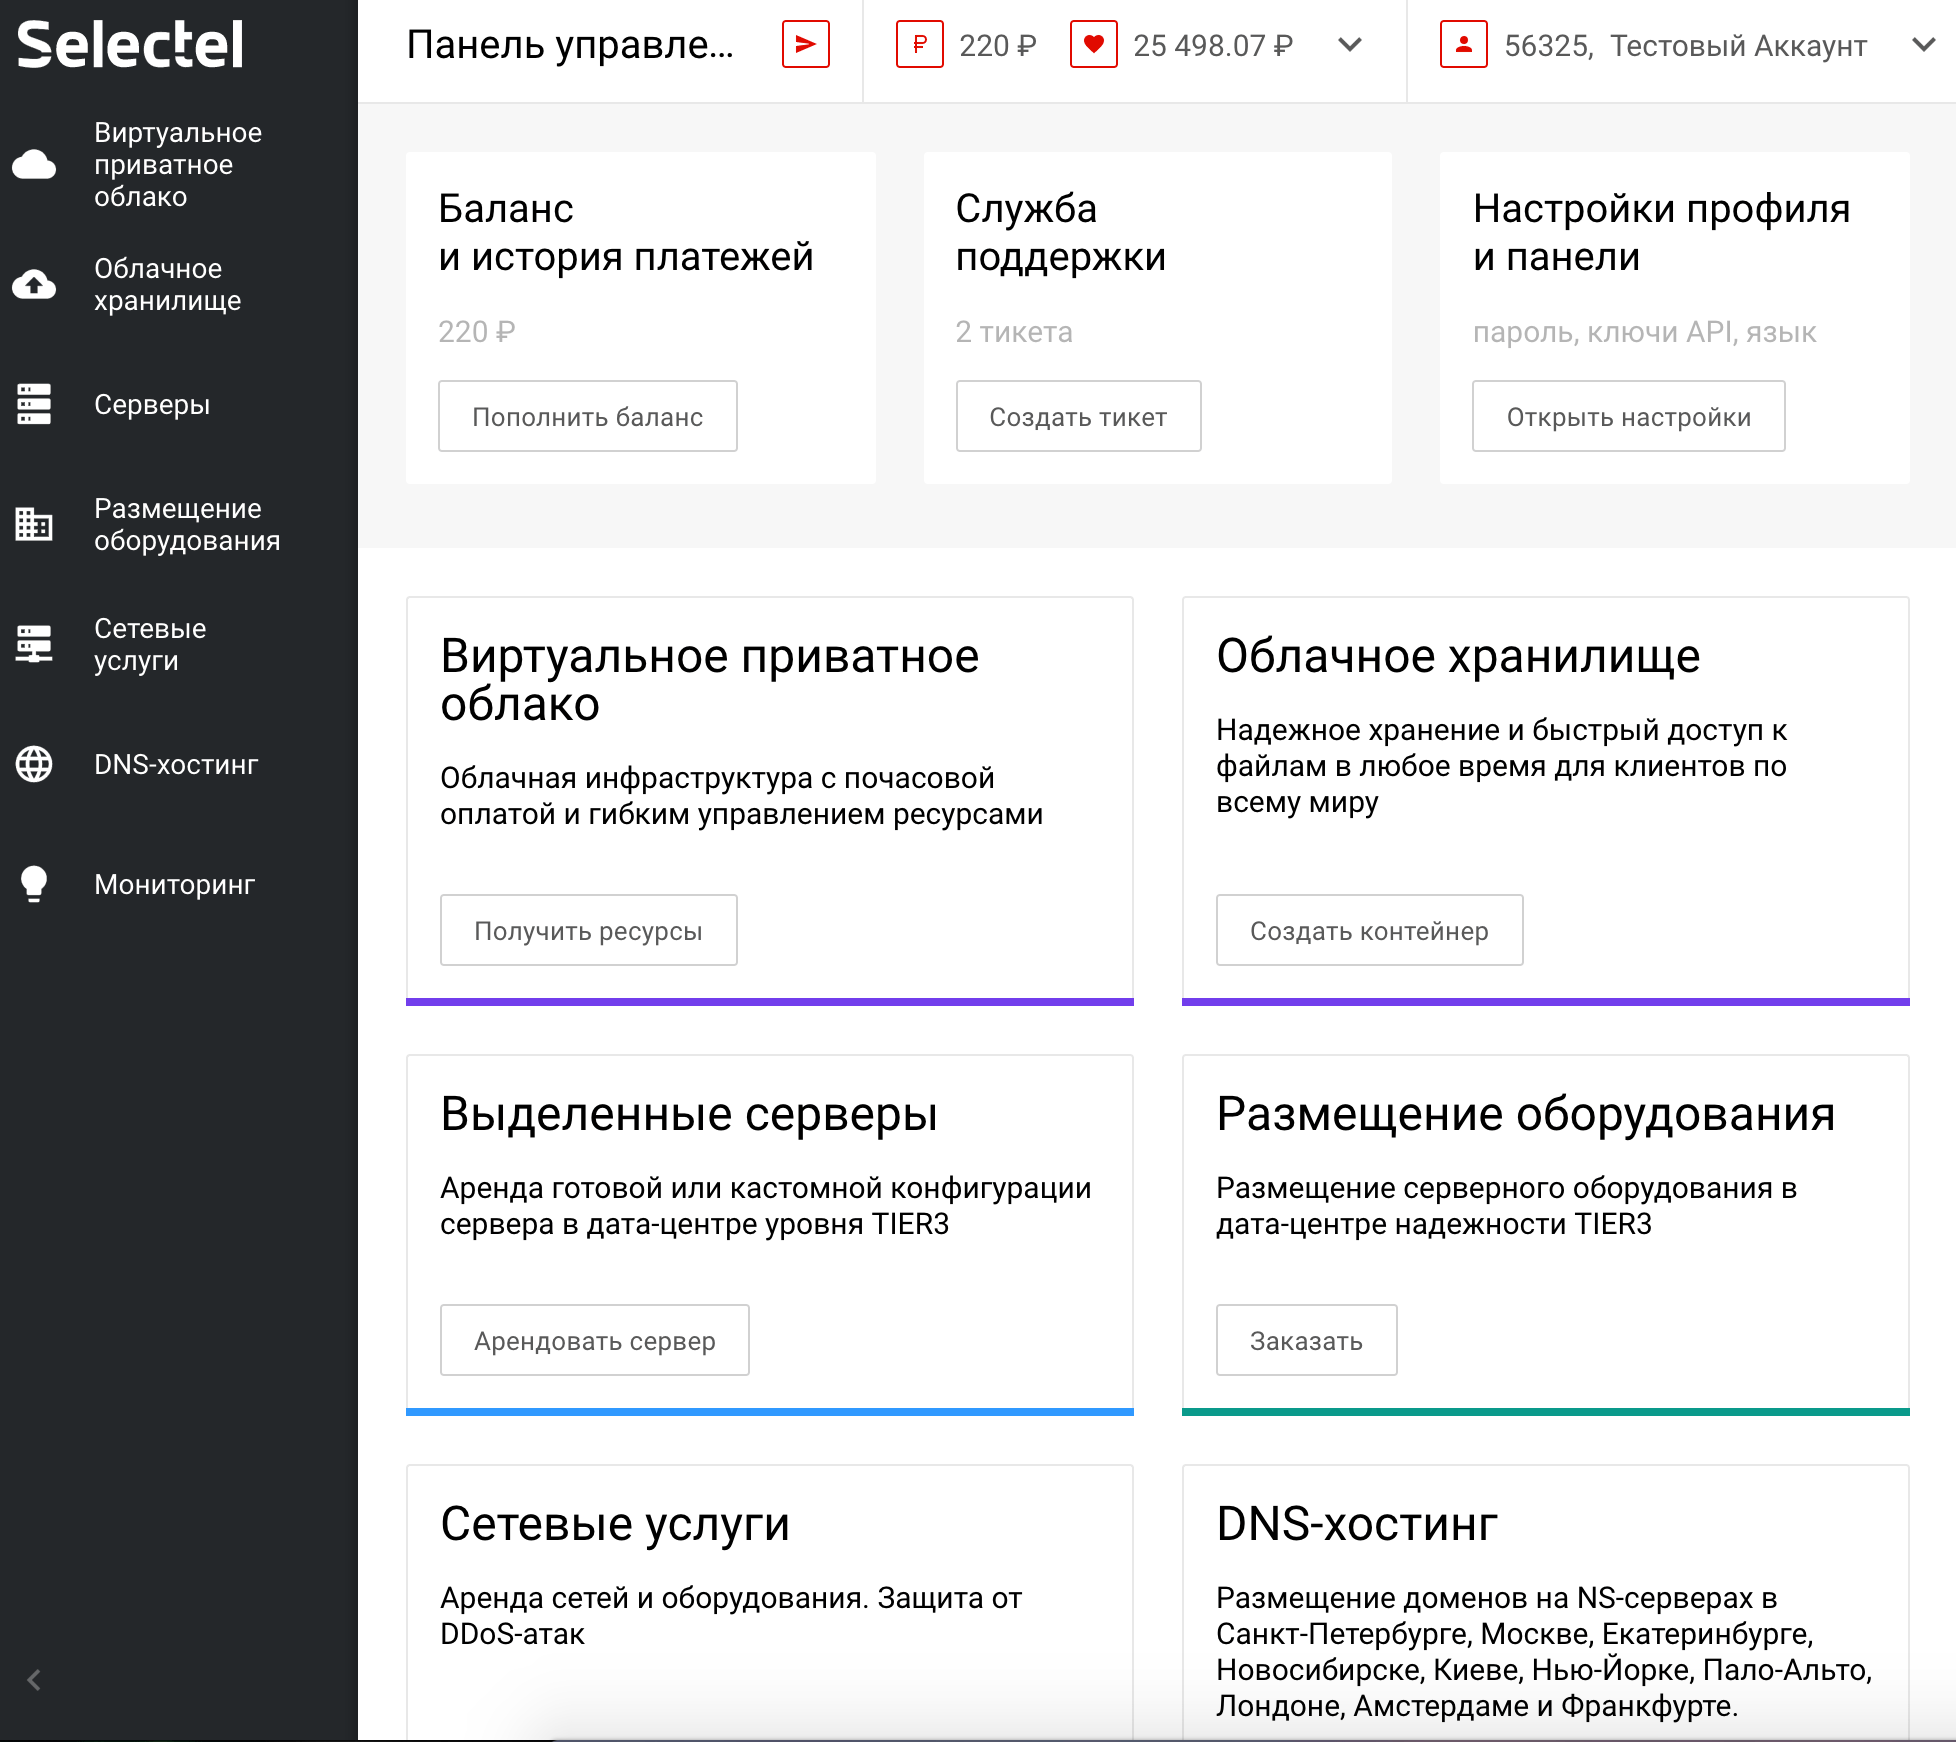 Selectel
Виртуальное
приватное
облако
Облачное
хранилище
Серверы
Размещение
оборудования
Сетевые
услуги
DNS-хостинг
Мониторинг
Панель управле...
₽
220 ₽
25 498.07 ₽
56325, Тестовый Аккаунт
Баланс
и история платежей
220 ₽
Пополнить баланс
Служба
поддержки
2 тикета
Создать тикет
Настройки профиля
и панели
пароль, ключи API, язык
Открыть настройки
Виртуальное приватное
облако
Облачная инфраструктура с почасовой
оплатой и гибким управлением ресурсами
Получить ресурсы
Облачное хранилище
Надежное хранение и быстрый доступ к
файлам в любое время для клиентов по
всему миру
Создать контейнер
Выделенные серверы
Аренда готовой или кастомной конфигурации
сервера в дата-центре уровня TIER3
Арендовать сервер
Размещение оборудования
Размещение серверного оборудования в
дата-центре надежности TIER3
Заказать
Сетевые услуги
Аренда сетей и оборудования. Защита от
DDoS-атак
DNS-хостинг
Размещение доменов на NS-серверах в
Санкт-Петербурге, Москве, Екатеринбурге,
Новосибирске, Киеве, Нью-Йорке, Пало-Альто,
Лондоне, Амстердаме и Франкфурте.